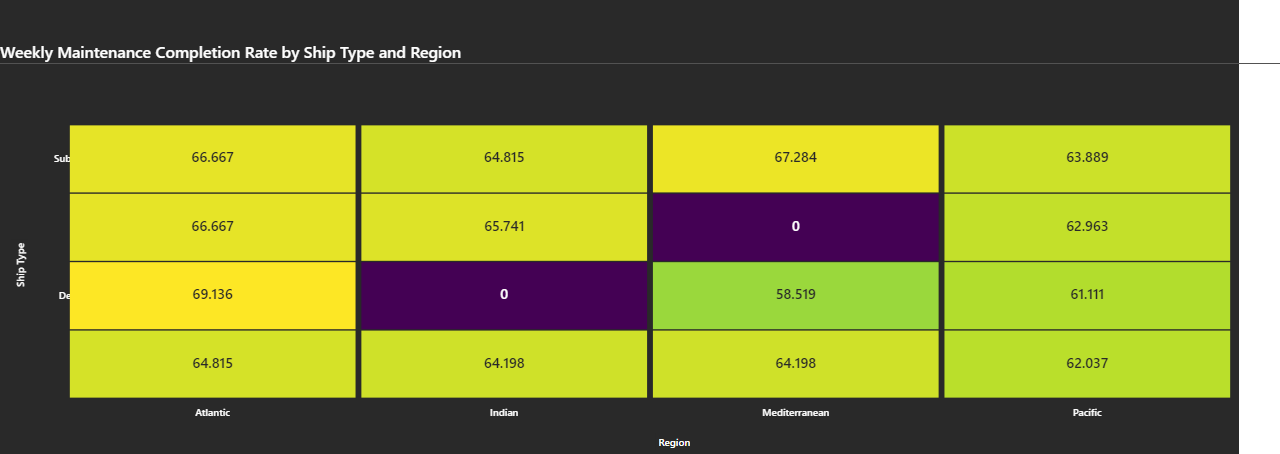 Weekly Maintenance Completion Rate by Ship Type and Region
Sub 66.667 64.815 67.284 63.889
66.667 65.741 0 62.963
Ship Type
De 69.136 0 58.519 61.111
64.815 64.198 64.198 62.037
Atlantic Indian Mediterranean Pacific
Region